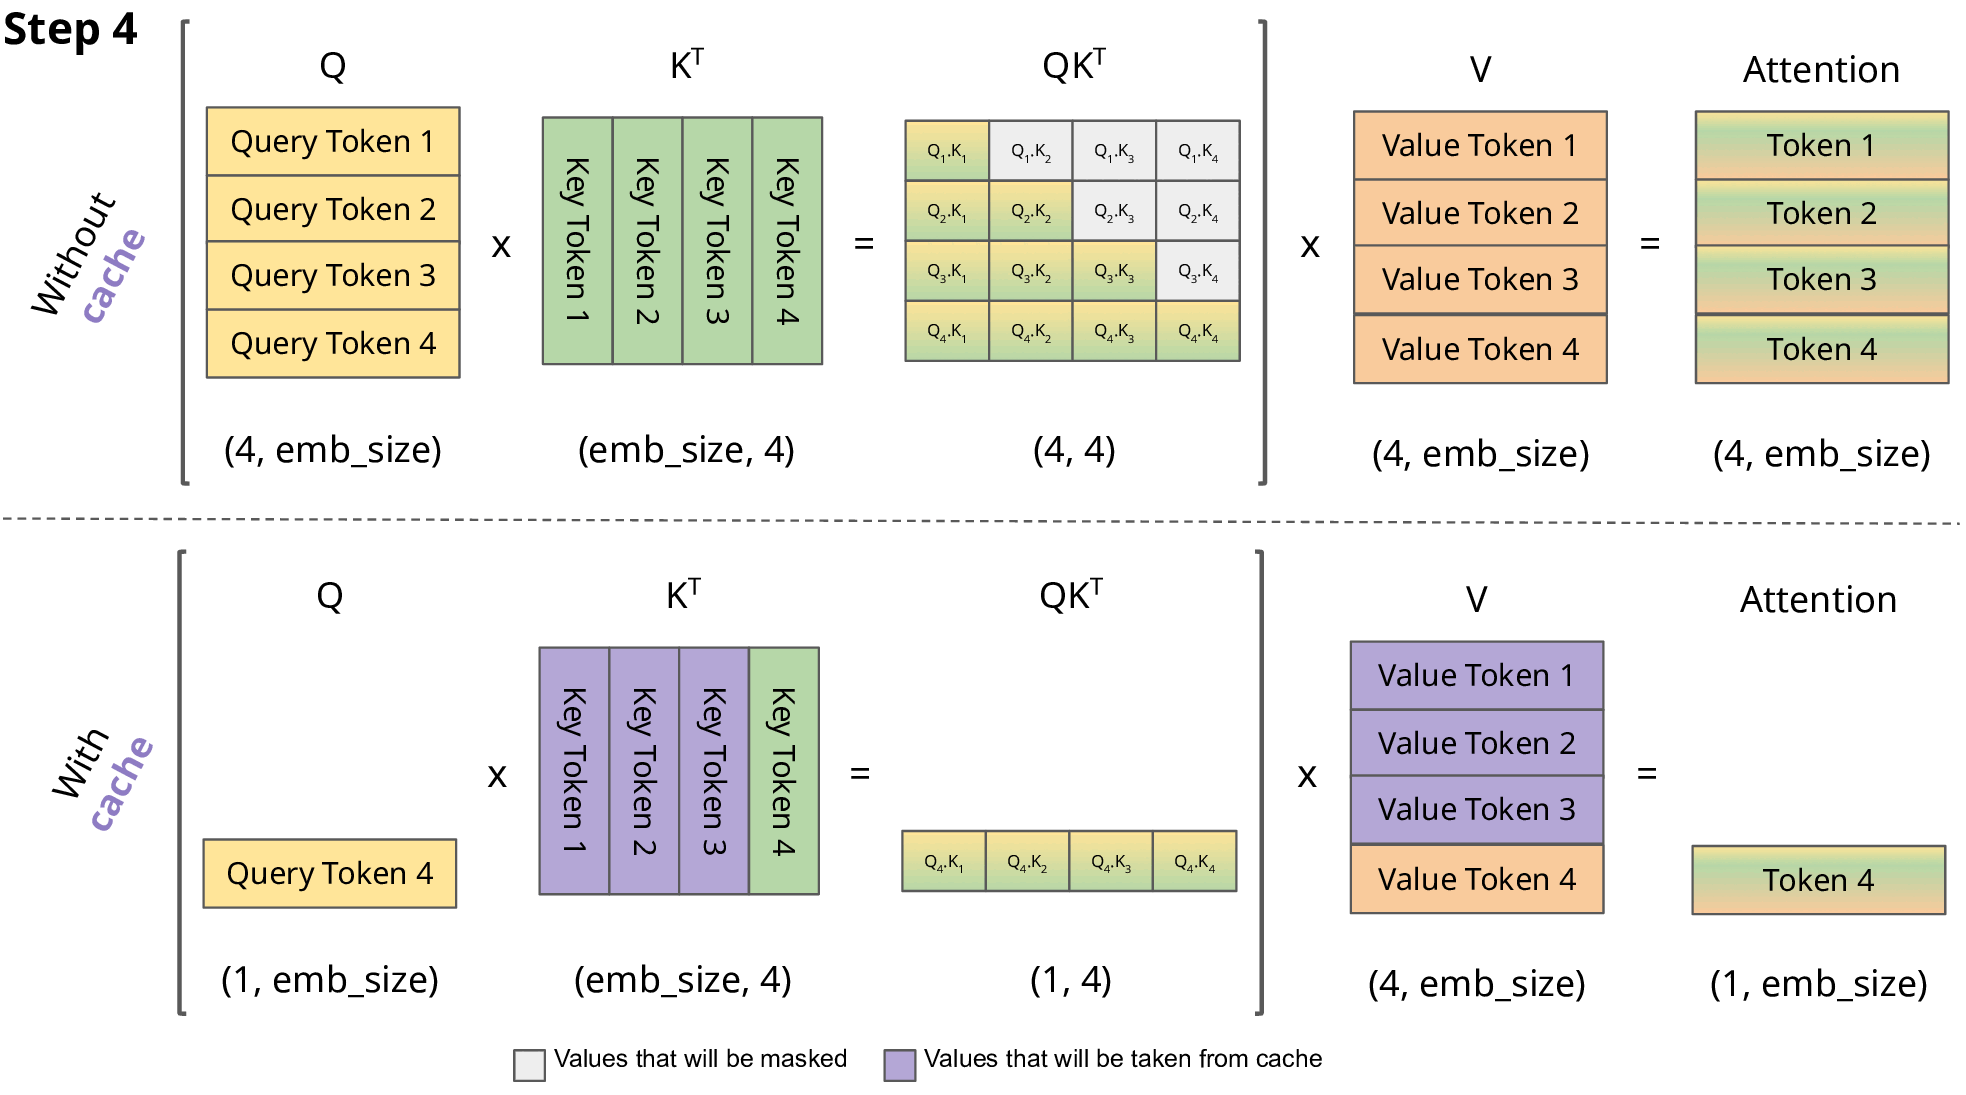 Step 4
Q
K^T
QK^T
V
Attention
Without
cache
Query Token 1
Query Token 2
Query Token 3
Query Token 4
x
Key Token 1
Key Token 2
Key Token 3
Key Token 4
=
Q1.K1 Q1.K2 Q1.K3 Q1.K4
Q2.K1 Q2.K2 Q2.K3 Q2.K4
Q3.K1 Q3.K2 Q3.K3 Q3.K4
Q4.K1 Q4.K2 Q4.K3 Q4.K4
x
Value Token 1
Value Token 2
Value Token 3
Value Token 4
=
Token 1
Token 2
Token 3
Token 4
(4, emb_size)
(emb_size, 4)
(4, 4)
(4, emb_size)
(4, emb_size)
Q
K^T
QK^T
V
Attention
With
cache
Query Token 4
x
Key Token 1
Key Token 2
Key Token 3
Key Token 4
=
Q4.K1 Q4.K2 Q4.K3 Q4.K4
x
Value Token 1
Value Token 2
Value Token 3
Value Token 4
=
Token 4
(1, emb_size)
(emb_size, 4)
(1, 4)
(4, emb_size)
(1, emb_size)
Values that will be masked
Values that will be taken from cache